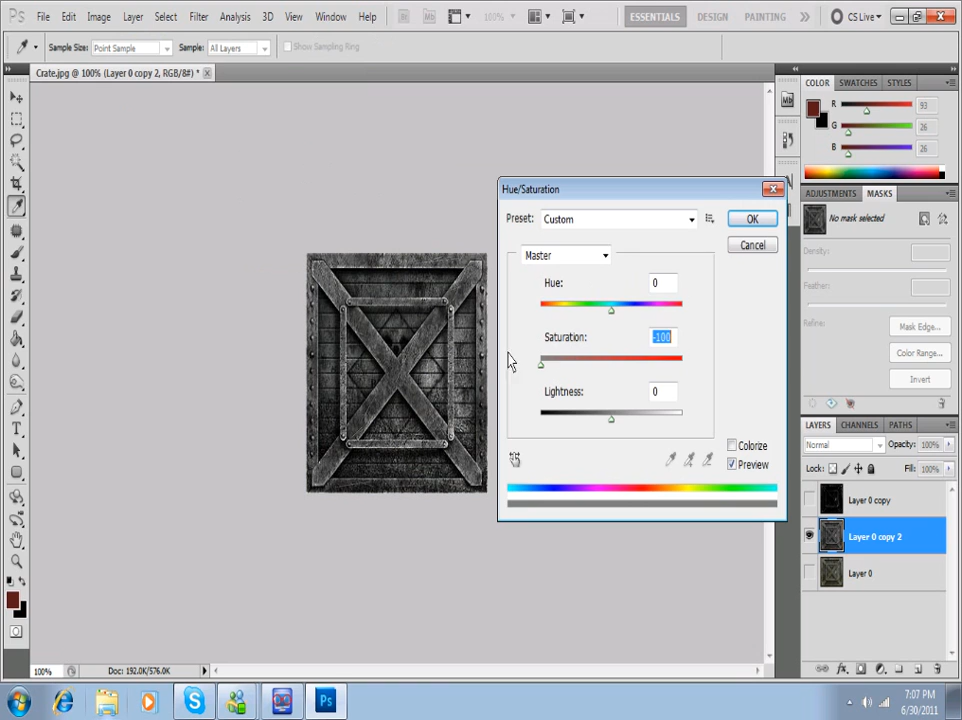 Ps File Edit Image Layer Select Filter Analysis 3D View Window Help Br Mb 100% ESSENTIALS DESIGN PAINTING CS Live
Sample Size: Point Sample Sample: All Layers Show Sampling Ring
Crate.jpg @ 100% (Layer 0 copy 2, RGB/8#) *
COLOR SWATCHES STYLES
Mb
R 93
G 26
B 26
Hue/Saturation
Preset: Custom OK
Cancel
Master
Hue: 0
Saturation: -100
Lightness: 0
Colorize
Preview
ADJUSTMENTS MASKS
No mask selected
Density:
Feather:
Refine: Mask Edge...
Color Range...
Invert
LAYERS CHANNELS PATHS
Normal Opacity: 100%
Lock: Fill: 100%
Layer 0 copy
Layer 0 copy 2
Layer 0
100% Doc: 192.0K/576.0K
Ps
7:07 PM
6/30/2011